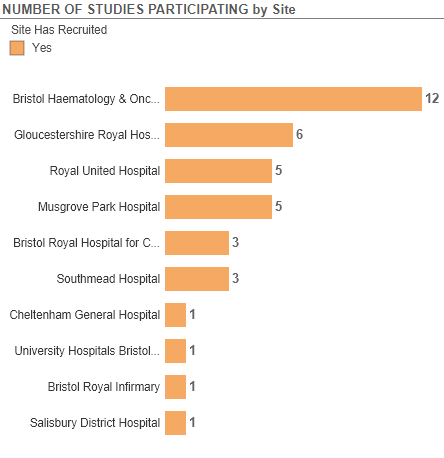 NUMBER OF STUDIES PARTICIPATING by Site
Site Has Recruited
Yes
Bristol Haematology & Onc... 12
Gloucestershire Royal Hos... 6
Royal United Hospital 5
Musgrove Park Hospital 5
Bristol Royal Hospital for C... 3
Southmead Hospital 3
Cheltenham General Hospital 1
University Hospitals Bristol... 1
Bristol Royal Infirmary 1
Salisbury District Hospital 1